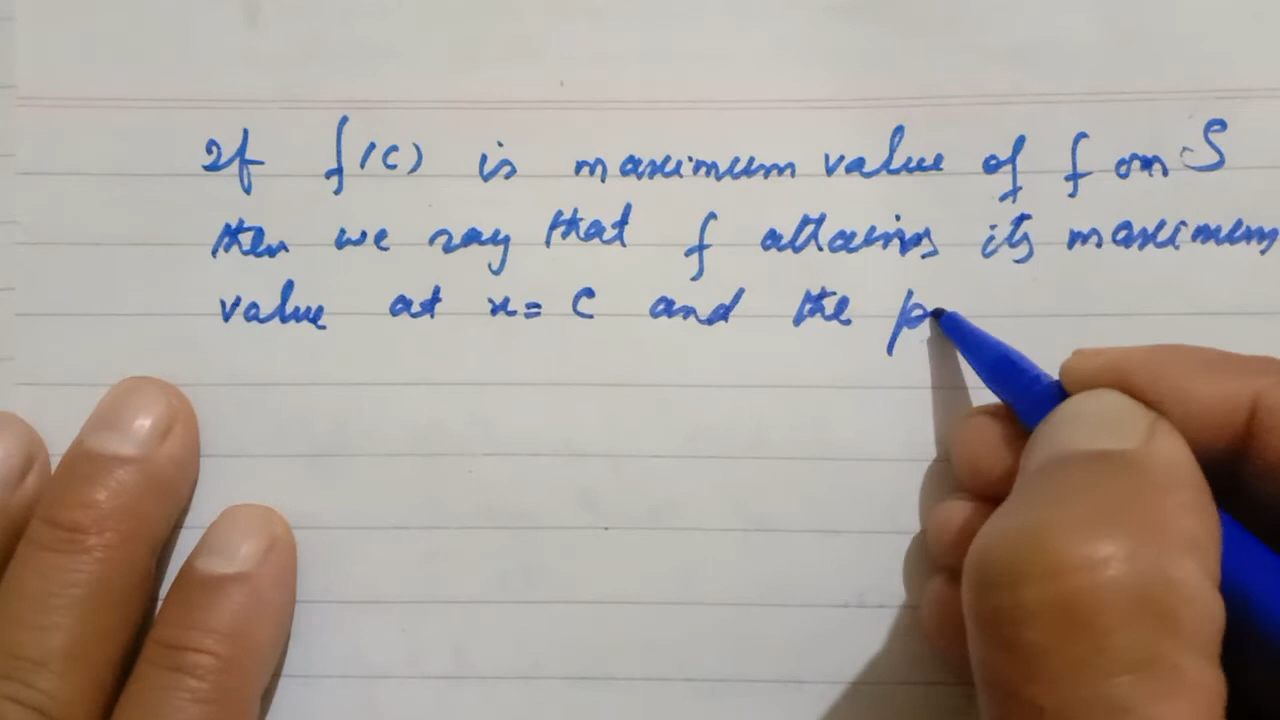 If f(c) is maximum value of f on S
then we say that f attains its maximum
value at x = c and the